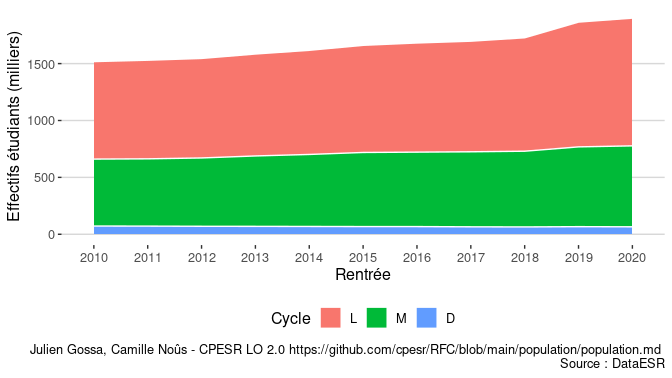 Effectifs étudiants (milliers)
1500
1000
500
0
2010 2011 2012 2013 2014 2015 2016 2017 2018 2019 2020
Rentrée
Cycle L M D
Julien Gossa, Camille Noûs - CPESR LO 2.0 https://github.com/cpesr/RFC/blob/main/population/population.md
Source : DataESR